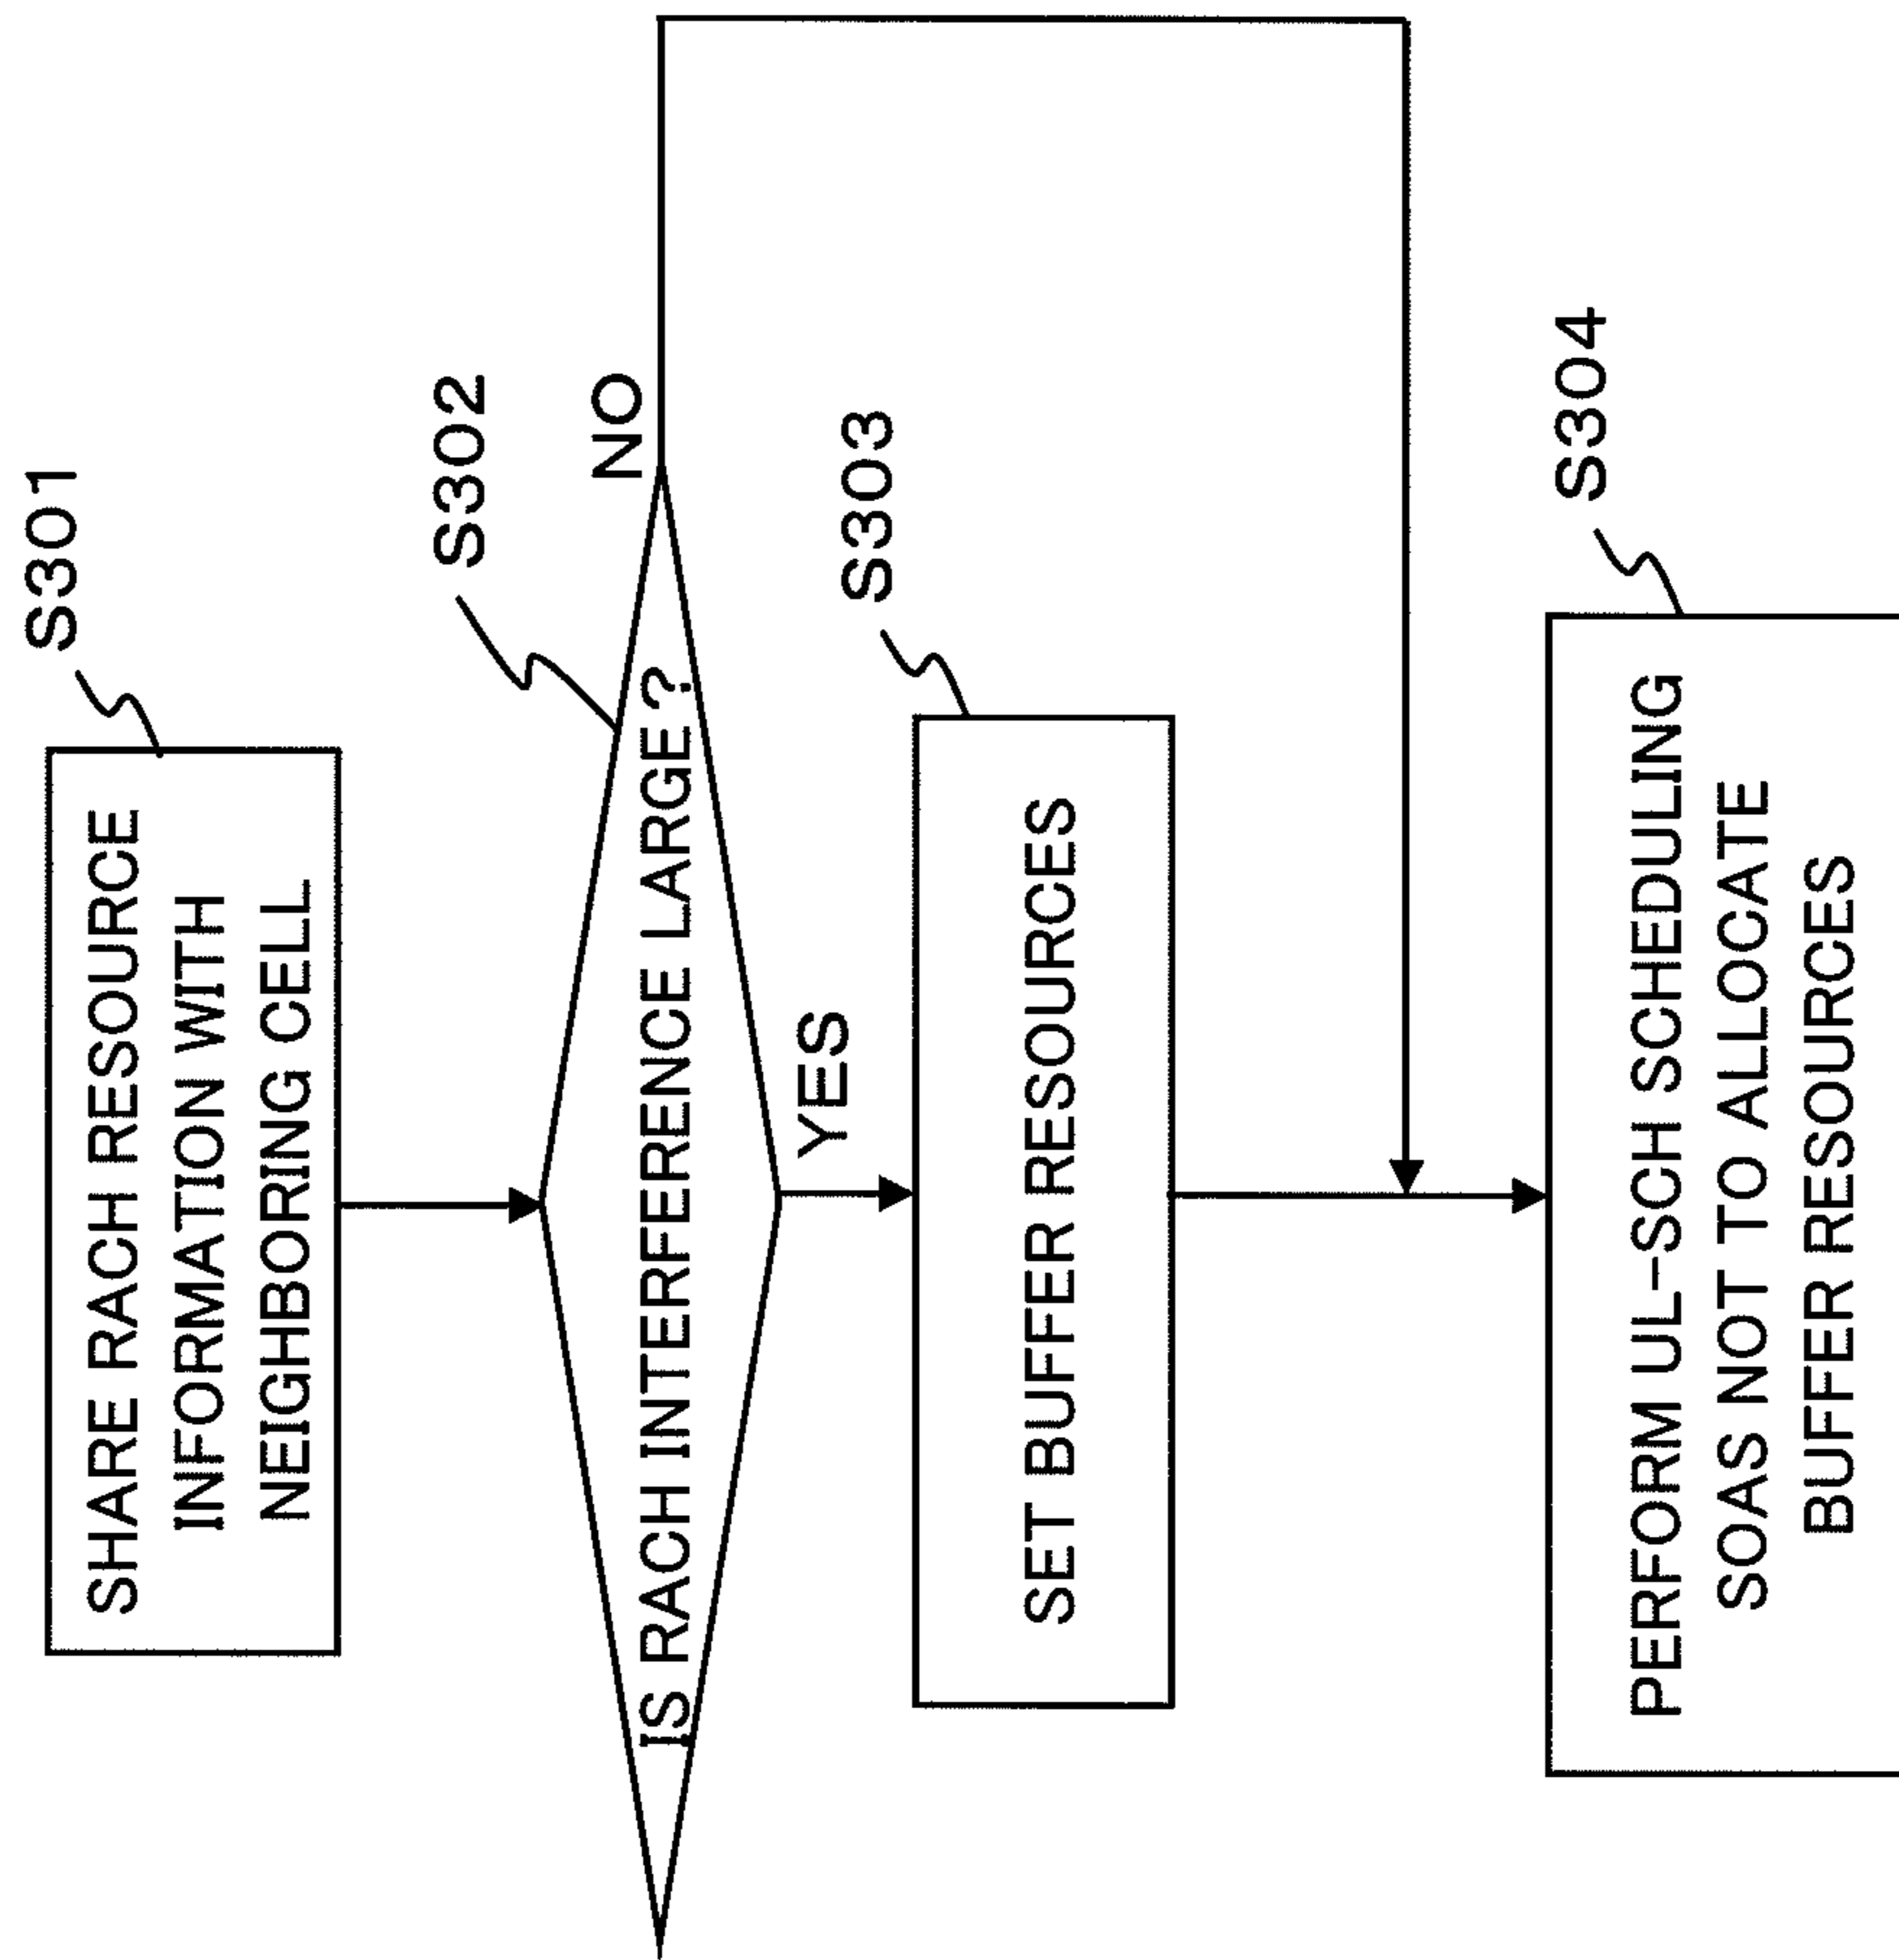 S301
SHARE RACH RESOURCE
INFORMATION WITH
NEIGHBORING CELL
S302
IS RACH INTERFERENCE LARGE?
NO
YES
S303
SET BUFFER RESOURCES
S304
PERFORM UL-SCH SCHEDULING
SOAS NOT TO ALLOCATE
BUFFER RESOURCES